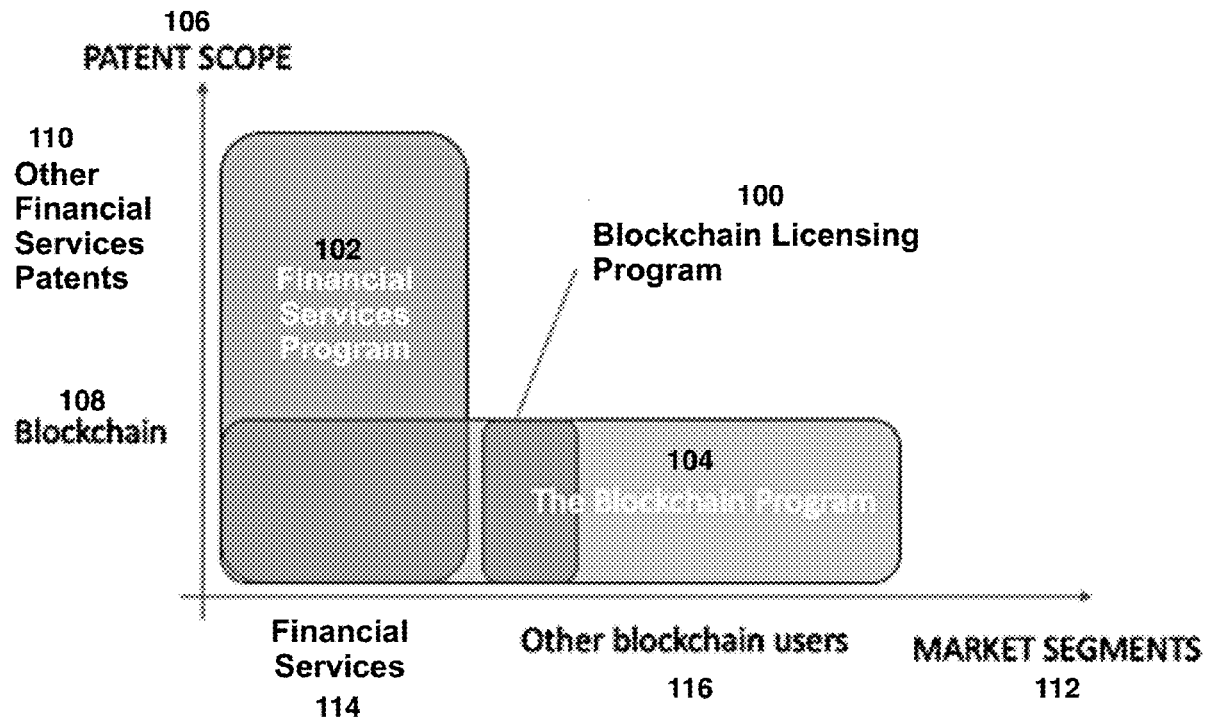 106
PATENT SCOPE
110
Other
Financial
Services
Patents
100
Blockchain Licensing
Program
102
Financial
Services
Program
108
Blockchain
104
The Blockchain Program
Financial
Services
114
Other blockchain users
116
MARKET SEGMENTS
112